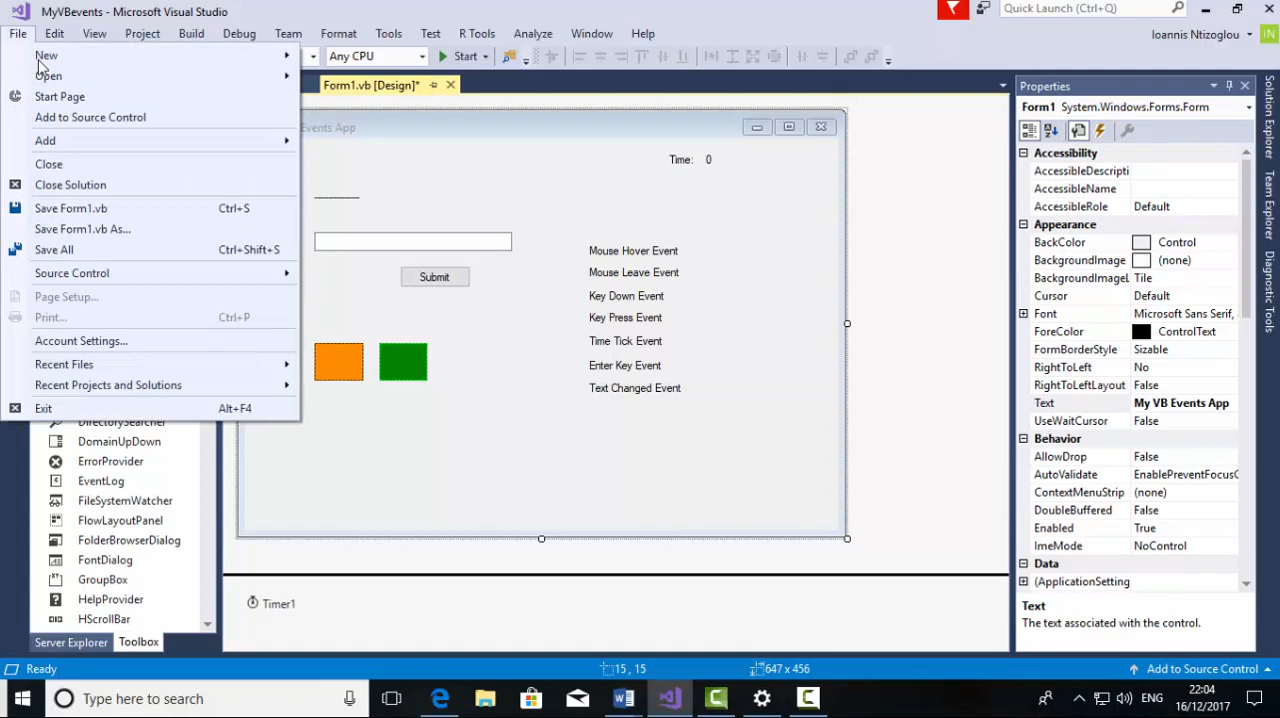 MyVBevents - Microsoft Visual Studio
Quick Launch (Ctrl+Q)
File Edit View Project Build Debug Team Format Tools Test R Tools Analyze Window Help
Ioannis Ntizoglou IN
Any CPU Start
New
Open
Start Page
Add to Source Control
Add
Close
Close Solution
Save Form1.vb Ctrl+S
Save Form1.vb As...
Save All Ctrl+Shift+S
Source Control
Page Setup...
Print... Ctrl+P
Account Settings...
Recent Files
Recent Projects and Solutions
Exit Alt+F4
DirectorySearcher
DomainUpDown
ErrorProvider
EventLog
FileSystemWatcher
FlowLayoutPanel
FolderBrowserDialog
FontDialog
GroupBox
HelpProvider
HScrollBar
Server Explorer Toolbox
Form1.vb [Design]*
Events App
Time: 0
Submit
Mouse Hover Event
Mouse Leave Event
Key Down Event
Key Press Event
Time Tick Event
Enter Key Event
Text Changed Event
Timer1
Properties
Form1 System.Windows.Forms.Form
Accessibility
AccessibleDescripti
AccessibleName
AccessibleRole Default
Appearance
BackColor Control
BackgroundImage (none)
BackgroundImageL Tile
Cursor Default
Font Microsoft Sans Serif,
ForeColor ControlText
FormBorderStyle Sizable
RightToLeft No
RightToLeftLayout False
Text My VB Events App
UseWaitCursor False
Behavior
AllowDrop False
AutoValidate EnablePreventFocusC
ContextMenuStrip (none)
DoubleBuffered False
Enabled True
ImeMode NoControl
Data
(ApplicationSetting
Text
The text associated with the control.
Solution Explorer
Team Explorer
Diagnostic Tools
Ready 15 , 15 647 x 456 Add to Source Control
Type here to search
ENG
22:04
16/12/2017